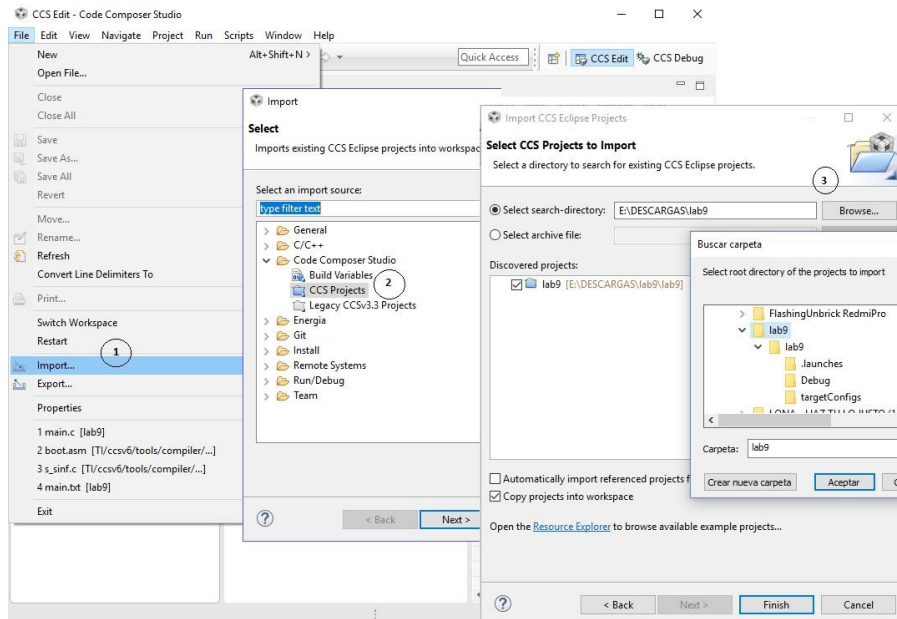 CCS Edit - Code Composer Studio
File Edit View Navigate Project Run Scripts Window Help
New Alt+Shift+N >
Open File...
Close
Close All
Save
Save As...
Save All
Revert
Move...
Rename...
Refresh
Convert Line Delimiters To
Print...
Switch Workspace
Restart
1
Import...
Export...
Properties
1 main.c [lab9]
2 boot.asm [TI/ccsv6/tools/compiler/...]
3 s_sinf.c [TI/ccsv6/tools/compiler/...]
4 main.txt [lab9]
Exit
Quick Access
CCS Edit CCS Debug
Import
Select
Imports existing CCS Eclipse projects into workspac
Select an import source:
type filter text
General
C/C++
Code Composer Studio
Build Variables
CCS Projects
2
Legacy CCSv3.3 Projects
Energia
Git
Install
Remote Systems
Run/Debug
Team
? < Back Next >
Import CCS Eclipse Projects
Select CCS Projects to Import
Select a directory to search for existing CCS Eclipse projects.
3
Select search-directory: E:\DESCARGAS\lab9 Browse...
Select archive file:
Discovered projects:
lab9 [E:\DESCARGAS\lab9\lab9]
Automatically import referenced projects f
Copy projects into workspace
Open the Resource Explorer to browse available example projects...
? < Back Next > Finish Cancel
Buscar carpeta
Select root directory of the projects to import
FlashingUnbrick RedmiPro
lab9
lab9
.launches
Debug
targetConfigs
Carpeta: lab9
Crear nueva carpeta Aceptar C